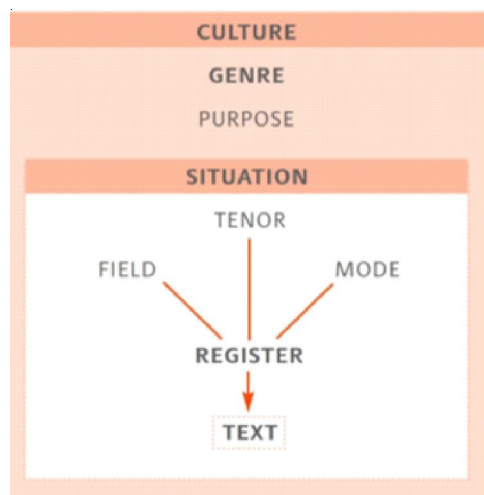 CULTURE
GENRE
PURPOSE
SITUATION
TENOR
FIELD MODE
REGISTER
TEXT